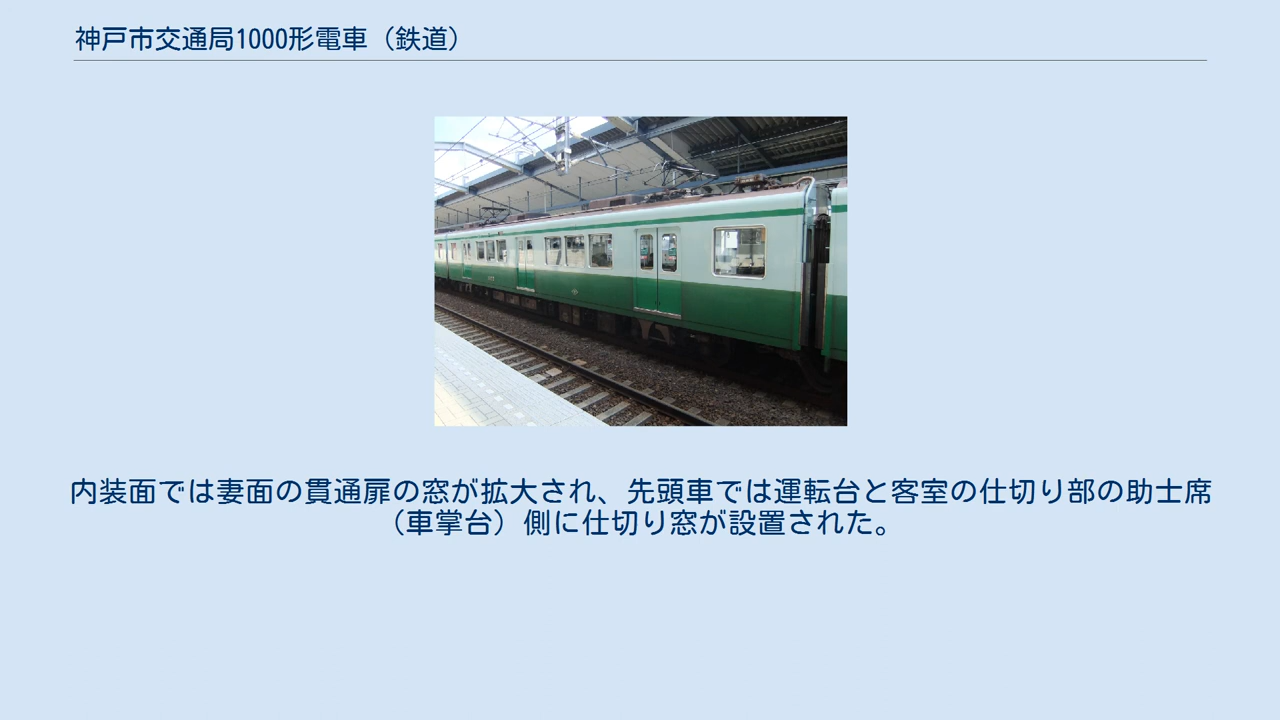 神戸市交通局1000形電車（鉄道）
内装面では妻面の貫通扉の窓が拡大され、先頭車では運転台と客室の仕切り部の助士席
（車掌台）側に仕切り窓が設置された。